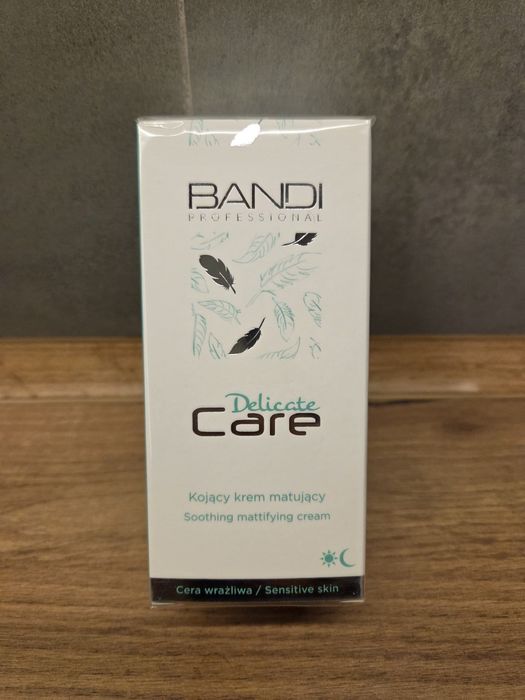 BANDI
PROFESSIONAL
Delicate
Care
Kojący krem matujący
Soothing mattifying cream
Cera wrażliwa / Sensitive skin